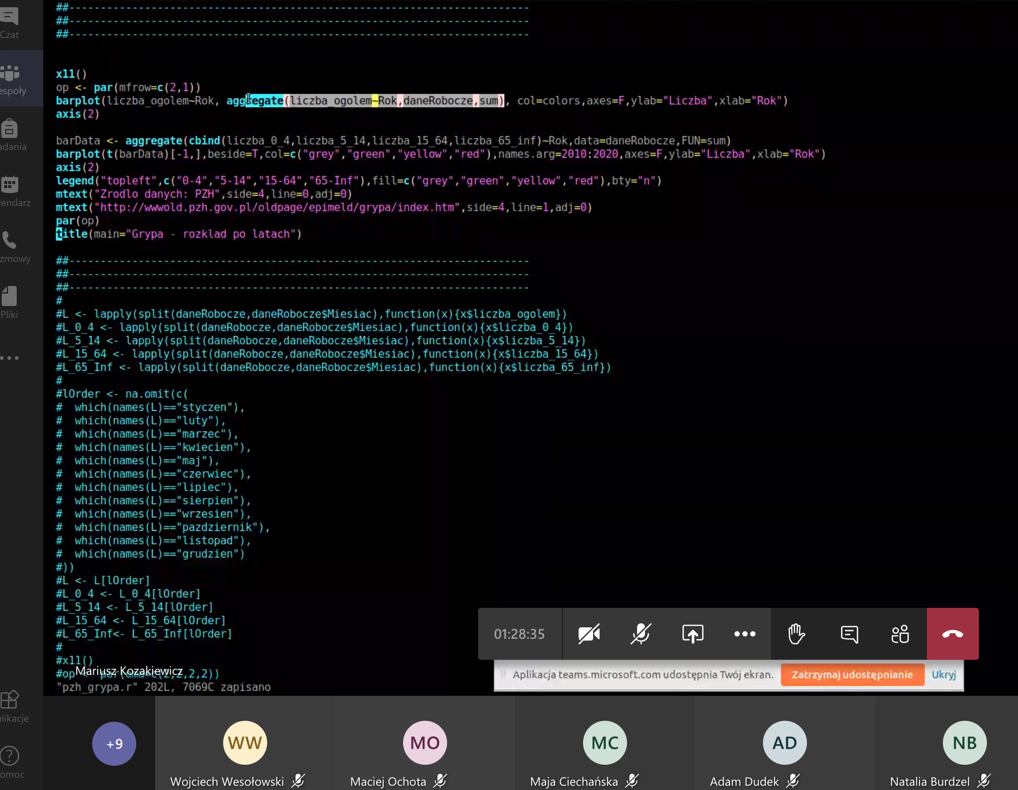 ##-------------------------------------------------------------------------
##-------------------------------------------------------------------------
##-------------------------------------------------------------------------
Czat
espoły
adania
lendarz
ozmowy
Pliki
likacje
omoc
x11()
op <- par(mfrow=c(2,1))
barplot(liczba_ogolem~Rok, aggregate(liczba_ogolem~Rok,daneRobocze,sum), col=colors,axes=F,ylab="Liczba",xlab="Rok")
axis(2)
barData <- aggregate(cbind(liczba_0_4,liczba_5_14,liczba_15_64,liczba_65_inf)~Rok,data=daneRobocze,FUN=sum)
barplot(t(barData)[-1,],beside=T,col=c("grey","green","yellow","red"),names.arg=2010:2020,axes=F,ylab="Liczba",xlab="Rok")
axis(2)
legend("topleft",c("0-4","5-14","15-64","65-Inf"),fill=c("grey","green","yellow","red"),bty="n")
mtext("Zrodlo danych: PZH",side=4,line=0,adj=0)
mtext("http://wwwold.pzh.gov.pl/oldpage/epimeld/grypa/index.htm",side=4,line=1,adj=0)
par(op)
title(main="Grypa - rozklad po latach")
##-------------------------------------------------------------------------
##-------------------------------------------------------------------------
##-------------------------------------------------------------------------
#
#L <- lapply(split(daneRobocze,daneRobocze$Miesiac),function(x){x$liczba_ogolem})
#L_0_4 <- lapply(split(daneRobocze,daneRobocze$Miesiac),function(x){x$liczba_0_4})
#L_5_14 <- lapply(split(daneRobocze,daneRobocze$Miesiac),function(x){x$liczba_5_14})
#L_15_64 <- lapply(split(daneRobocze,daneRobocze$Miesiac),function(x){x$liczba_15_64})
#L_65_Inf <- lapply(split(daneRobocze,daneRobocze$Miesiac),function(x){x$liczba_65_inf})
#
#lOrder <- na.omit(c(
#  which(names(L)=="styczen"),
#  which(names(L)=="luty"),
#  which(names(L)=="marzec"),
#  which(names(L)=="kwiecien"),
#  which(names(L)=="maj"),
#  which(names(L)=="czerwiec"),
#  which(names(L)=="lipiec"),
#  which(names(L)=="sierpien"),
#  which(names(L)=="wrzesien"),
#  which(names(L)=="pazdziernik"),
#  which(names(L)=="listopad"),
#  which(names(L)=="grudzien")
#))
#L <- L[lOrder]
#L_0_4 <- L_0_4[lOrder]
#L_5_14 <- L_5_14[lOrder]
#L_15_64 <- L_15_64[lOrder]
#L_65_Inf<- L_65_Inf[lOrder]
#
#x11()
Mariusz Kozakiewicz
"pzh_grypa.r" 202L, 7069C zapisano
01:28:35
Aplikacja teams.microsoft.com udostępnia Twój ekran.
Zatrzymaj udostępnianie
Ukryj
+9
WW
MO
MC
AD
NB
Wojciech Wesołowski
Maciej Ochota
Maja Ciechańska
Adam Dudek
Natalia Burdzel